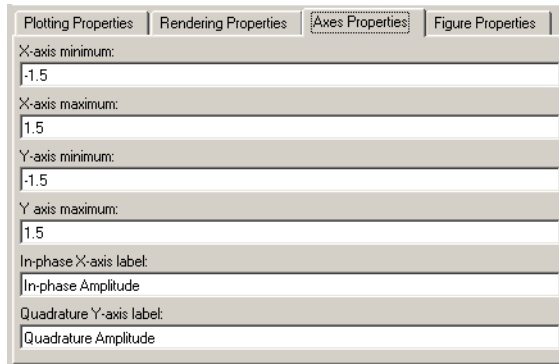 Plotting Properties Rendering Properties Axes Properties Figure Properties
X-axis minimum:
-1.5
X-axis maximum:
1.5
Y-axis minimum:
-1.5
Y axis maximum:
1.5
In-phase X-axis label:
In-phase Amplitude
Quadrature Y-axis label:
Quadrature Amplitude